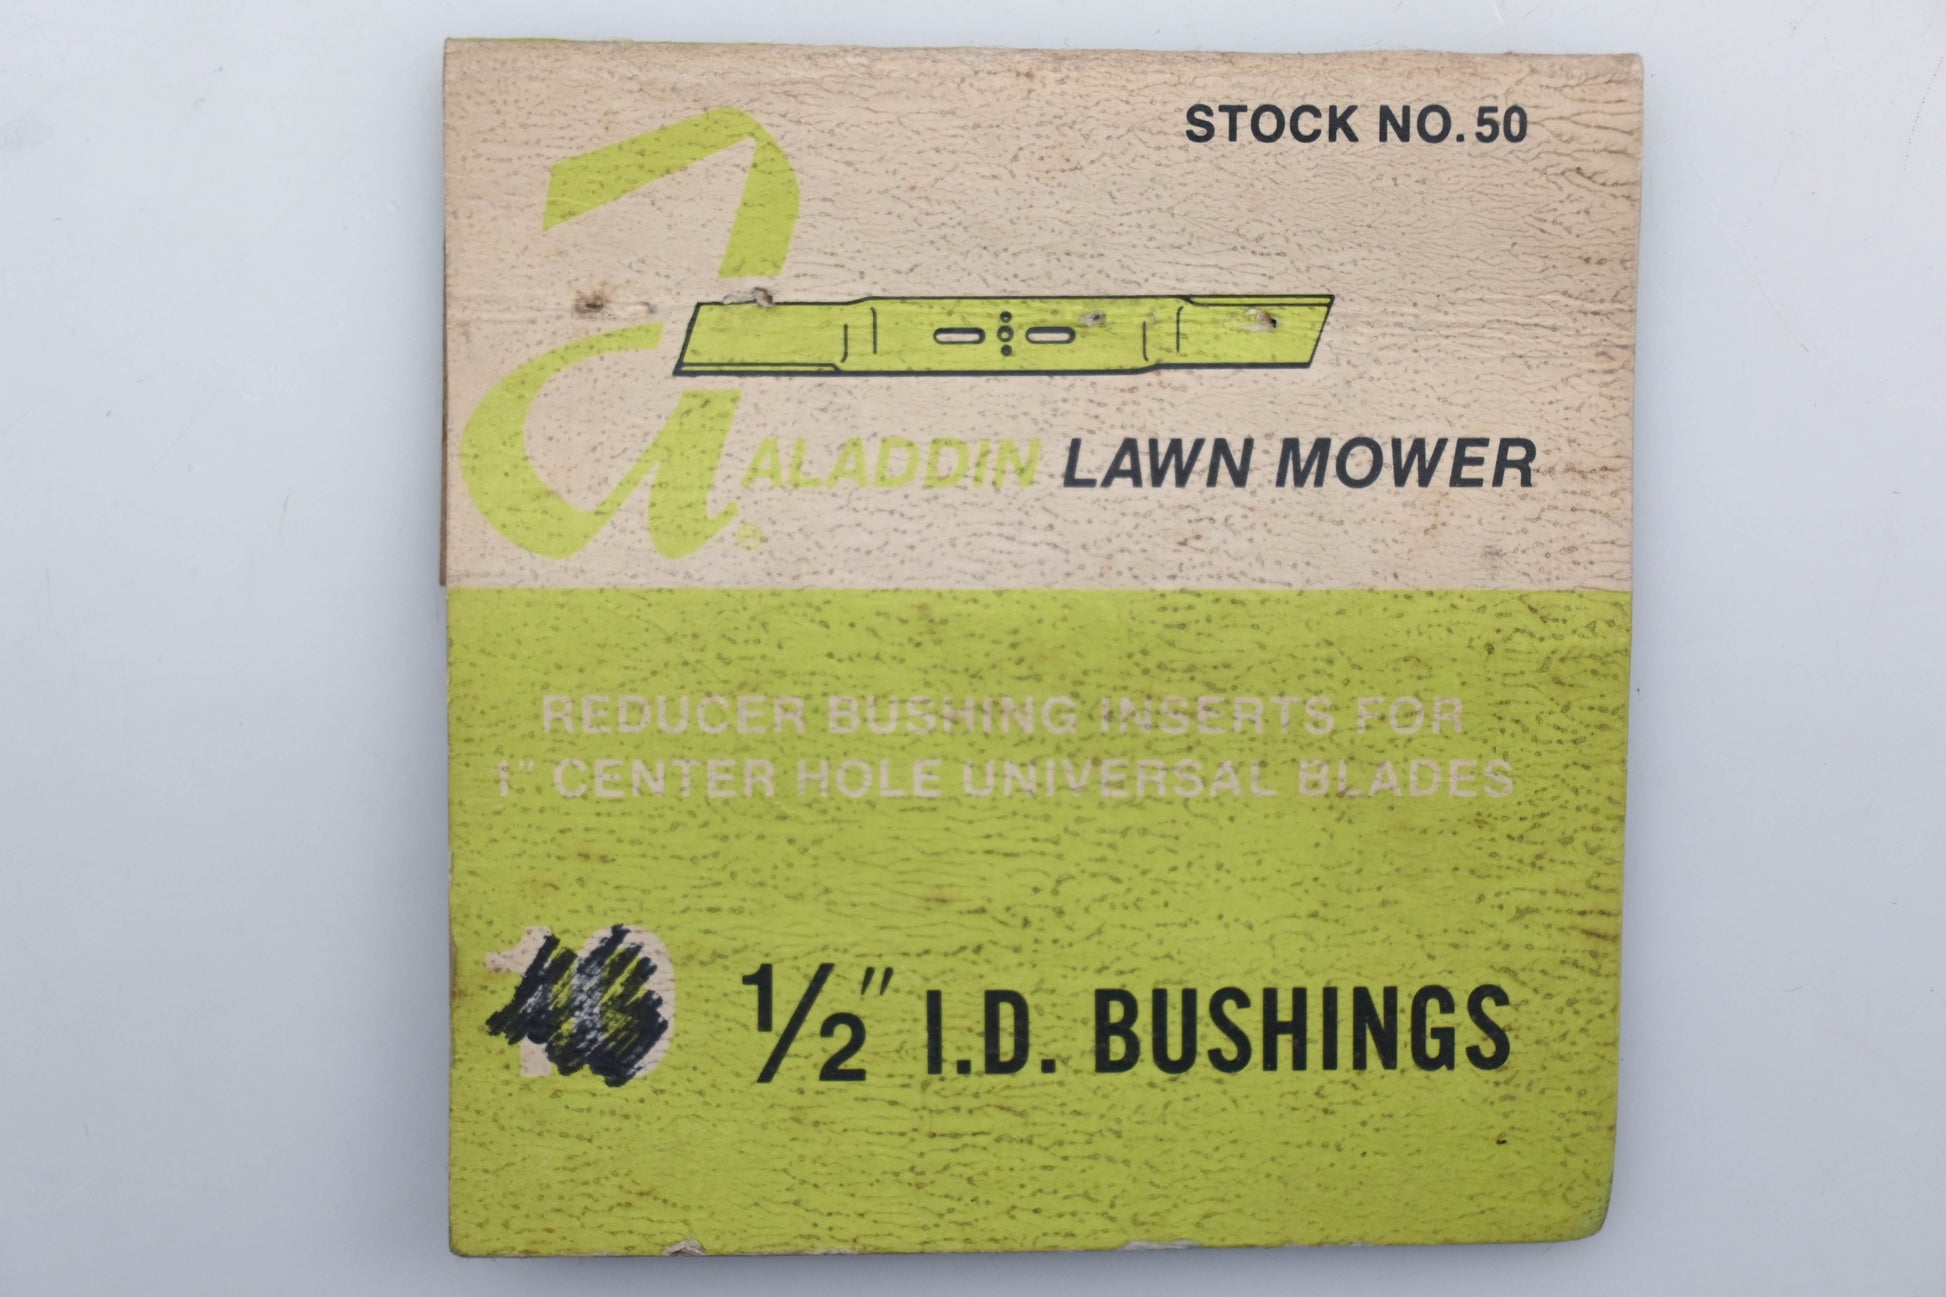 STOCK NO. 50
ALADDIN LAWN MOWER
®
REDUCER BUSHING INSERTS FOR
1" CENTER HOLE UNIVERSAL BLADES
1/2" I.D. BUSHINGS